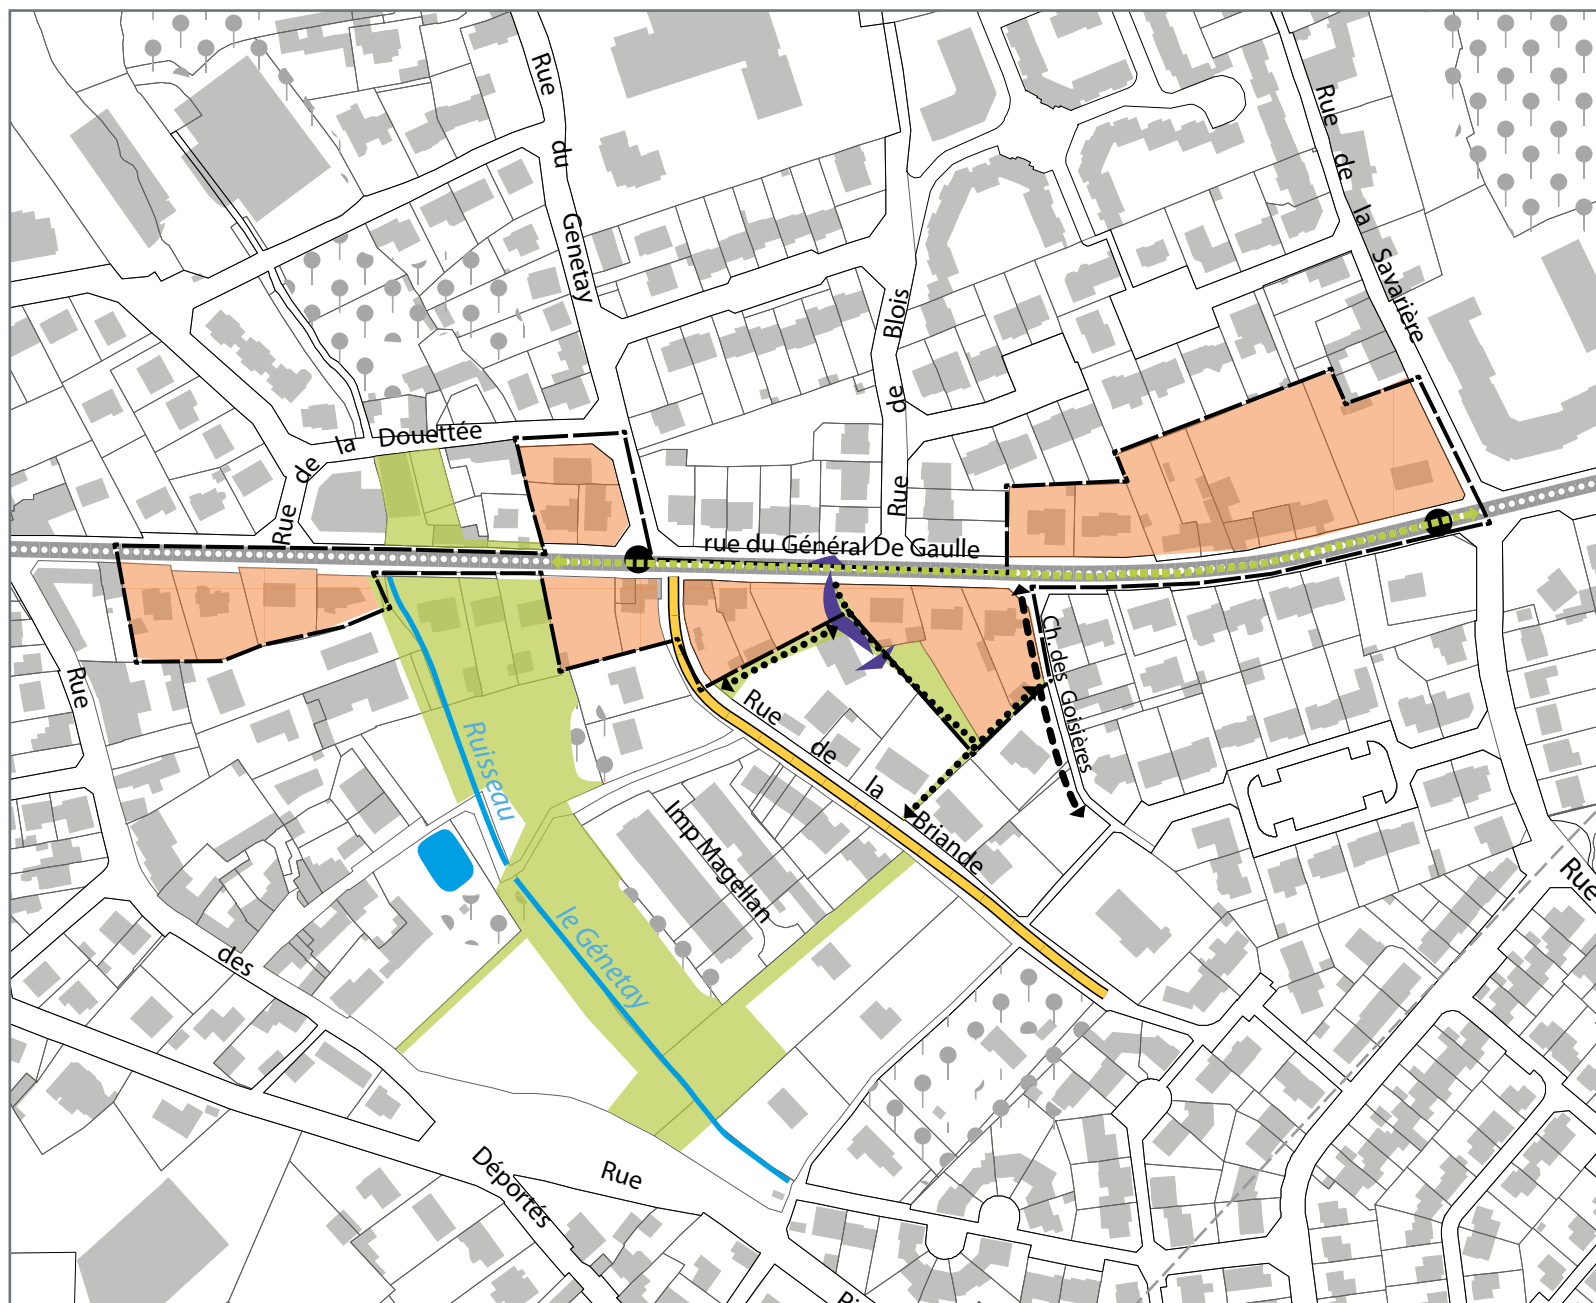 Rue
du
Genetay
Rue
de
la
Savarière
Rue
de
Blois
Rue
de
la
Douettée
rue du Général De Gaulle
Ch. des Goisières
Rue
de
la
Briande
Ruisseau
le Génetay
Imp Magellan
Rue
des
Déportés
Rue
Rue